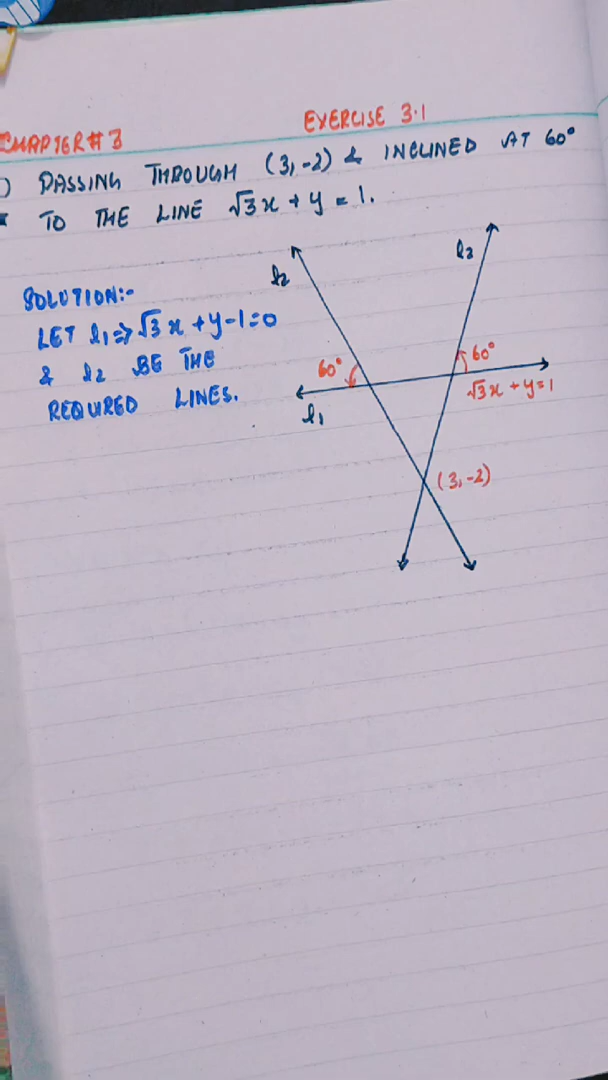 CHAPTER # 3
EXERCISE 3.1
) PASSING THROUGH (3,-2) & INCLINED AT 60°
TO THE LINE √3x + y = 1.
SOLUTION:-
LET l₁ => √3x + y - 1 = 0
& l₂ BE THE
REQUIRED LINES.
l₂
l₂
60°
60°
√3x + y = 1
l₁
(3,-2)